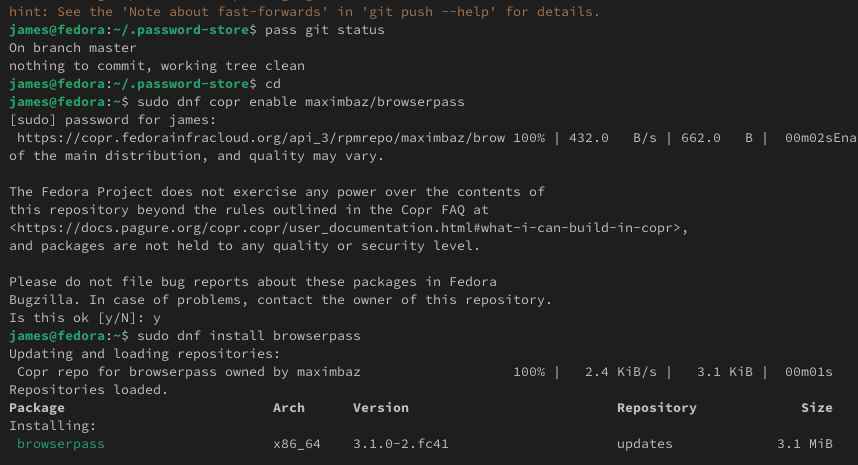 hint: See the 'Note about fast-forwards' in 'git push --help' for details.
james@fedora:~/.password-store$ pass git status
On branch master
nothing to commit, working tree clean
james@fedora:~/.password-store$ cd
james@fedora:~$ sudo dnf copr enable maximbaz/browserpass
[sudo] password for james:
https://copr.fedorainfracloud.org/api_3/rpmrepo/maximbaz/brow 100% | 432.0   B/s | 662.0   B |  00m02sEna
of the main distribution, and quality may vary.
The Fedora Project does not exercise any power over the contents of
this repository beyond the rules outlined in the Copr FAQ at
<https://docs.pagure.org/copr.copr/user_documentation.html#what-i-can-build-in-copr>,
and packages are not held to any quality or security level.
Please do not file bug reports about these packages in Fedora
Bugzilla. In case of problems, contact the owner of this repository.
Is this ok [y/N]: y
james@fedora:~$ sudo dnf install browserpass
Updating and loading repositories:
Copr repo for browserpass owned by maximbaz                   100% |   2.4 KiB/s |   3.1 KiB |  00m01s
Repositories loaded.
Package                          Arch      Version                          Repository             Size
Installing:
browserpass                     x86_64    3.1.0-2.fc41                     updates             3.1 MiB